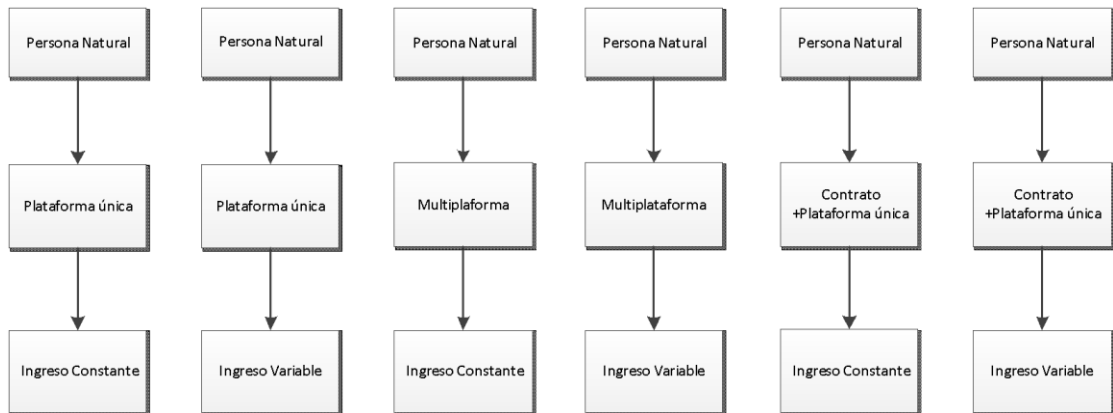 Persona Natural
Persona Natural
Persona Natural
Persona Natural
Persona Natural
Persona Natural
Plataforma única
Plataforma única
Multiplaforma
Multiplataforma
Contrato
+Plataforma única
Contrato
+Plataforma única
Ingreso Constante
Ingreso Variable
Ingreso Constante
Ingreso Variable
Ingreso Constante
Ingreso Variable